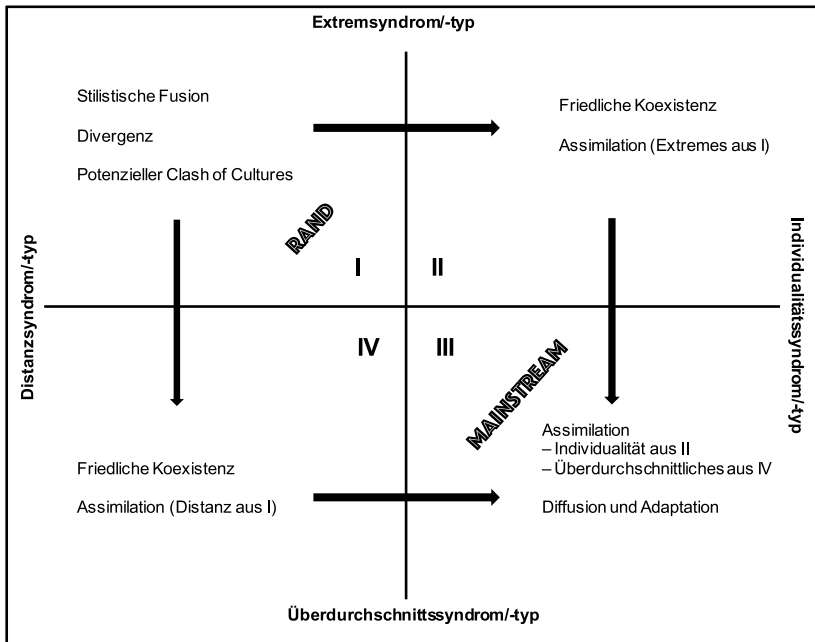 Extremsyndrom/-typ
Stilistische Fusion
Divergenz
Potenzieller Clash of Cultures
Friedliche Koexistenz
Assimilation (Extremes aus I)
RAND
I
II
Distanzsyndrom/-typ
Individualitätssyndrom/-typ
IV
III
MAINSTREAM
Friedliche Koexistenz
Assimilation (Distanz aus I)
Assimilation
– Individualität aus II
– Überdurchschnittliches aus IV
Diffusion und Adaptation
Überdurchschnittssyndrom/-typ